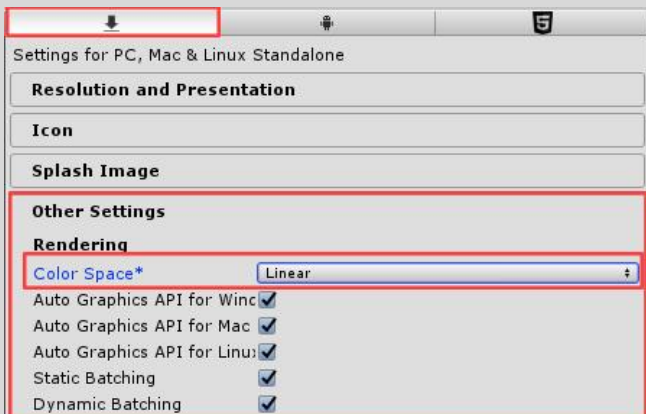 Settings for PC, Mac & Linux Standalone
Resolution and Presentation
Icon
Splash Image
Other Settings
Rendering
Color Space* Linear
Auto Graphics API for Winc
Auto Graphics API for Mac
Auto Graphics API for Linu
Static Batching
Dynamic Batching